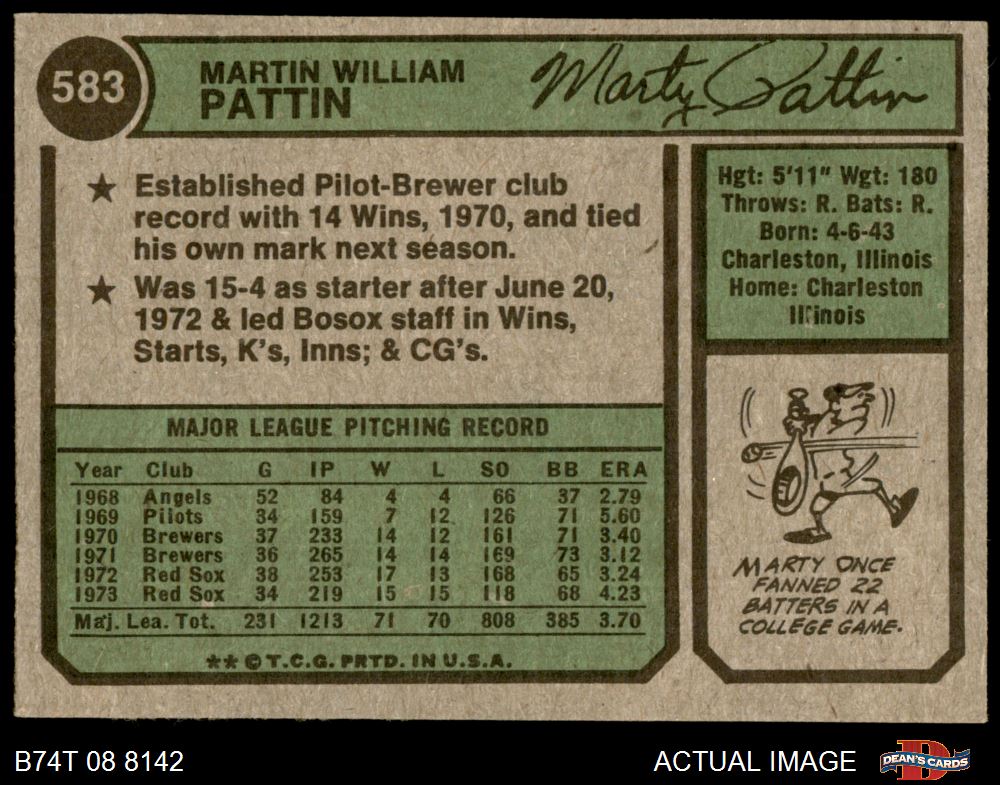 583
MARTIN WILLIAM
PATTIN
Marty Pattin
★ Established Pilot-Brewer club
record with 14 Wins, 1970, and tied
his own mark next season.
★ Was 15-4 as starter after June 20,
1972 & led Bosox staff in Wins,
Starts, K's, Inns; & CG's.
Hgt: 5'11" Wgt: 180
Throws: R. Bats: R.
Born: 4-6-43
Charleston, Illinois
Home: Charleston
Illinois
MAJOR LEAGUE PITCHING RECORD
Year Club G IP W L SO BB ERA
1968 Angels 52 84 4 4 66 37 2.79
1969 Pilots 34 159 7 12 126 71 5.60
1970 Brewers 37 233 14 12 161 71 3.40
1971 Brewers 36 265 14 14 169 73 3.12
1972 Red Sox 38 253 17 13 168 65 3.24
1973 Red Sox 34 219 15 15 118 68 4.23
Maj. Lea. Tot. 231 1213 71 70 808 385 3.70
** © T.C.G. PRTD. IN U.S.A.
MARTY ONCE
FANNED 22
BATTERS IN A
COLLEGE GAME.
B74T 08 8142
ACTUAL IMAGE
D
DEAN'S CARDS